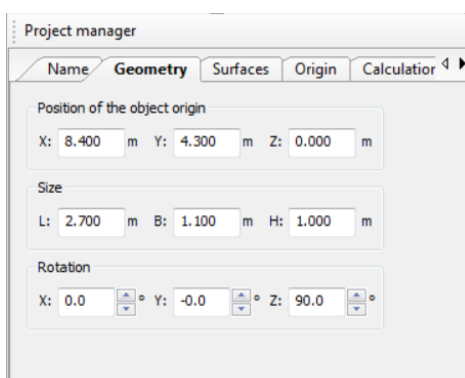 Project manager
Name Geometry Surfaces Origin Calculation
Position of the object origin
X: 8.400 m Y: 4.300 m Z: 0.000 m
Size
L: 2.700 m B: 1.100 m H: 1.000 m
Rotation
X: 0.0 ° Y: -0.0 ° Z: 90.0 °